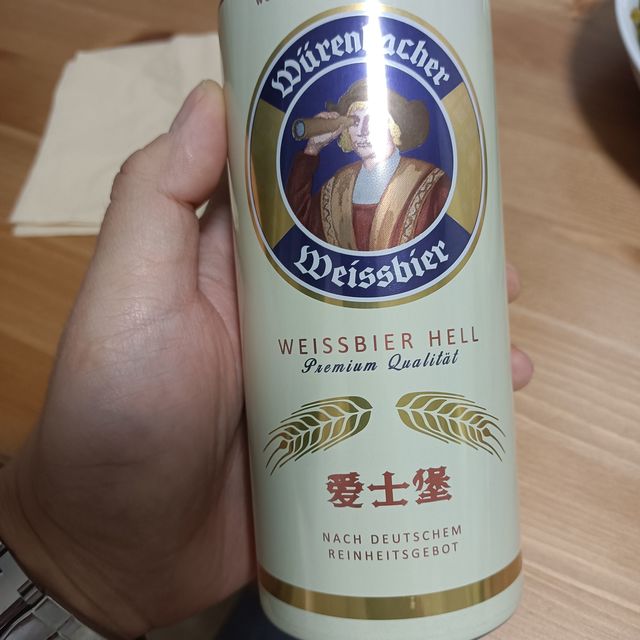 Würenbacher
Weissbier
WEISSBIER HELL
Premium Qualität
爱士堡
NACH DEUTSCHEM
REINHEITSGEBOT